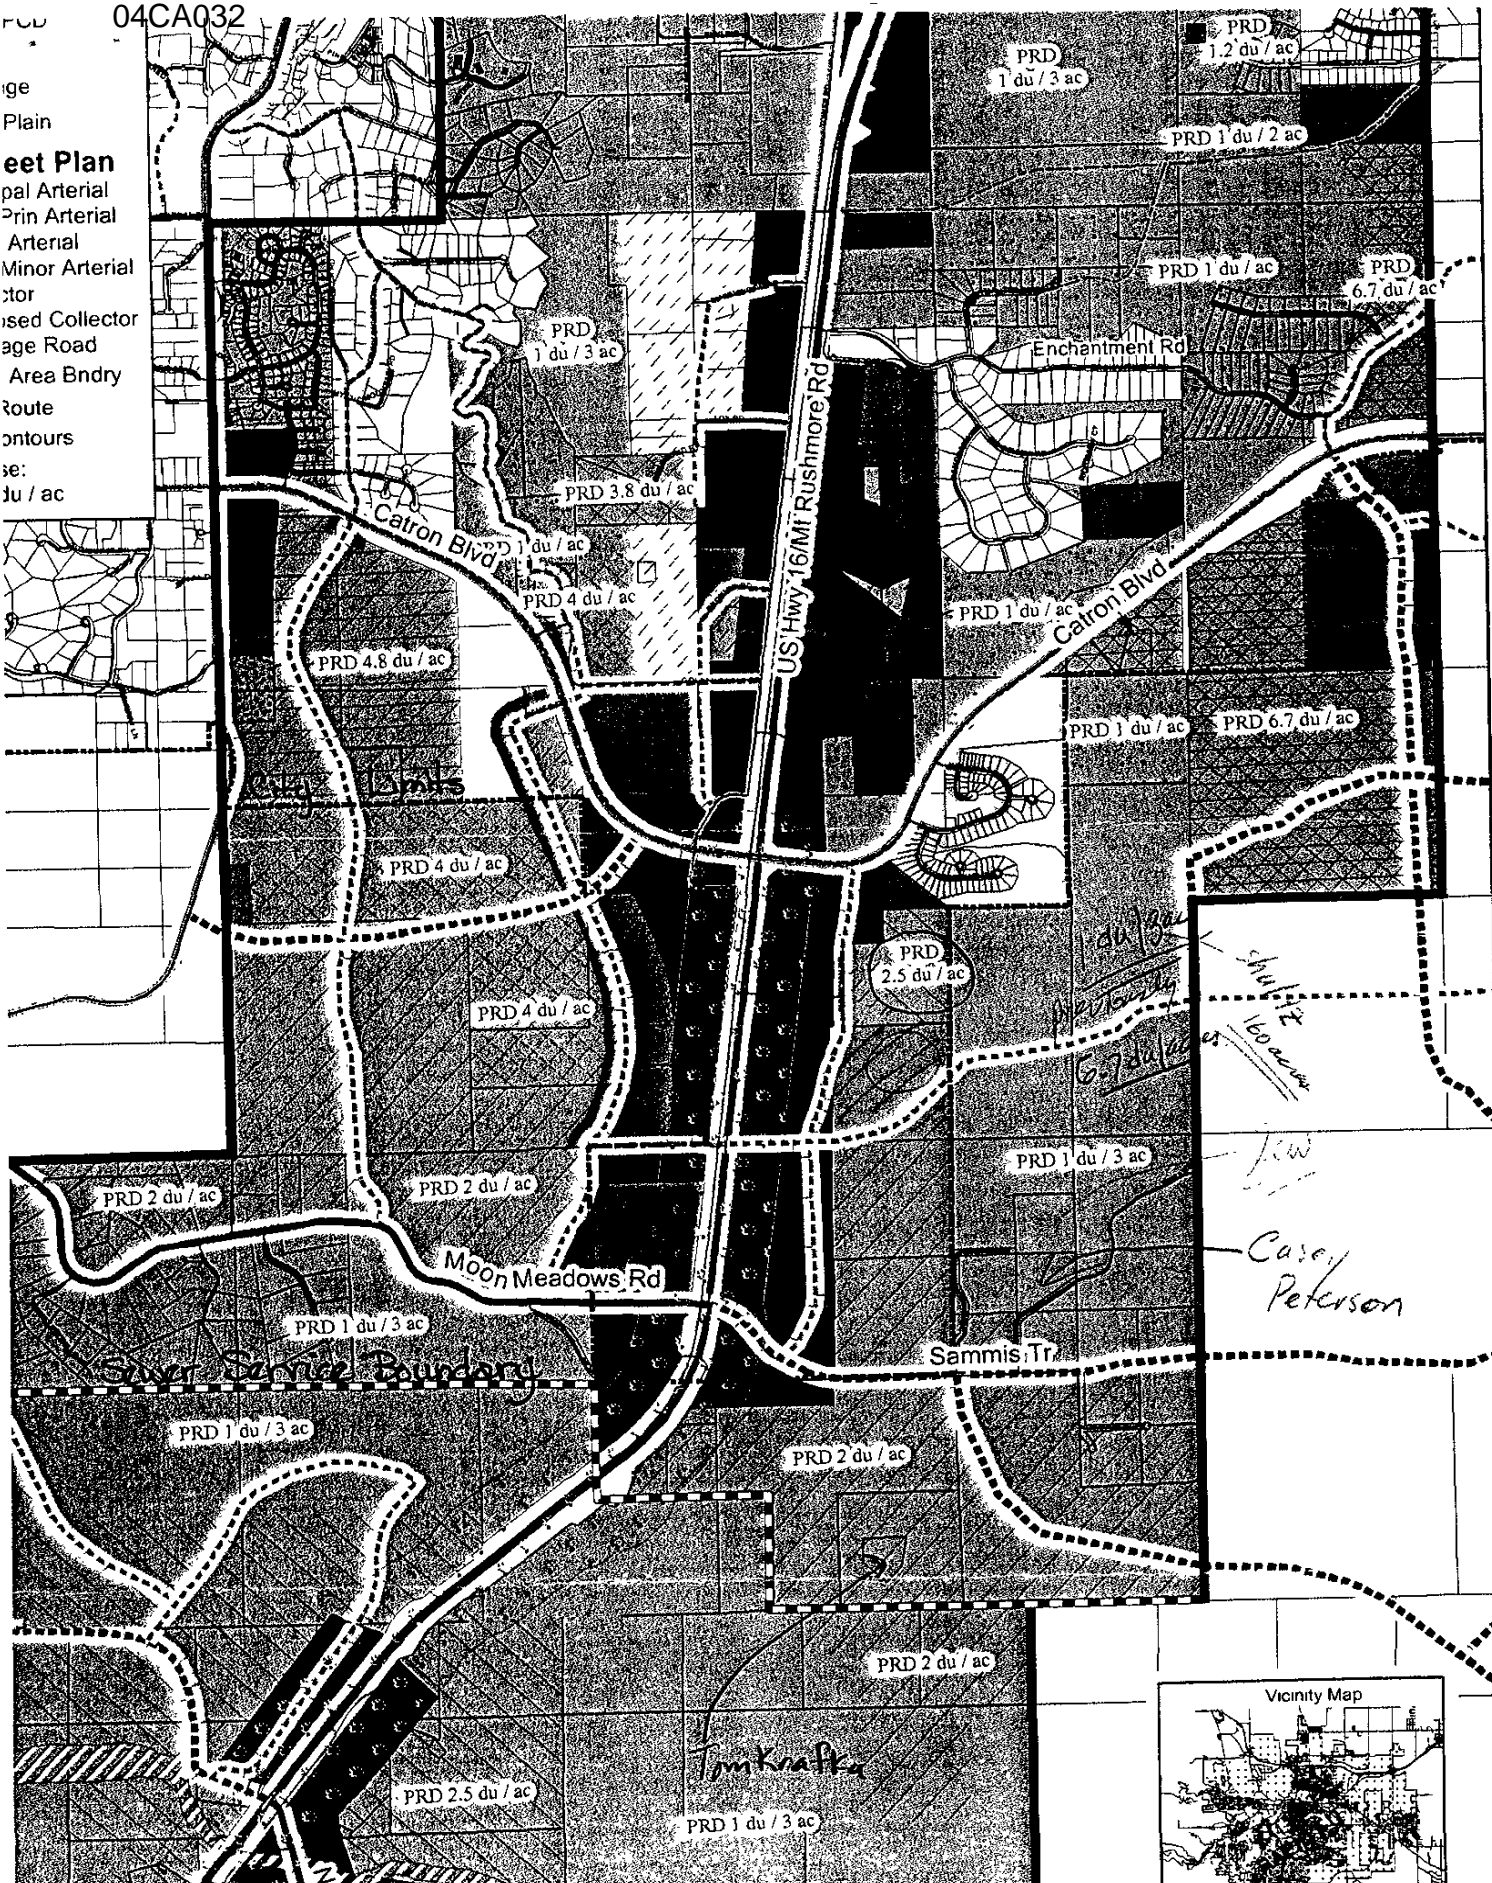 04CA032
Plain
eet Plan
pal Arterial
Prin Arterial
Arterial
Minor Arterial
ctor
osed Collector
age Road
Area Bndry
Route
ontours
se:
du / ac
PRD
1 du / 3 ac
PRD
1.2 du / ac
PRD 1 du / 2 ac
PRD 1 du / ac
PRD
6.7 du / ac
PRD
1 du / 3 ac
Enchantment Rd
US Hwy 16/Mt Rushmore Rd
PRD 3.8 du / ac
Catron Blvd
PRD 1 du / ac
PRD 4 du / ac
PRD 1 du / ac
Catron Blvd
PRD 4.8 du / ac
PRD 1 du / ac
PRD 6.7 du / ac
City Limits
PRD 4 du / ac
PRD
2.5 du / ac
1 du /
previously
6.7 du / acres
160 acres
PRD 4 du / ac
PRD 1 du / 3 ac
PRD 2 du / ac
PRD 2 du / ac
Casey
Peterson
Moon Meadows Rd
PRD 1 du / 3 ac
Sammis Tr
Sewer Service Boundary
PRD 1 du / 3 ac
PRD 2 du / ac
PRD 2 du / ac
Tom Krafka
PRD 2.5 du / ac
PRD 1 du / 3 ac
Vicinity Map